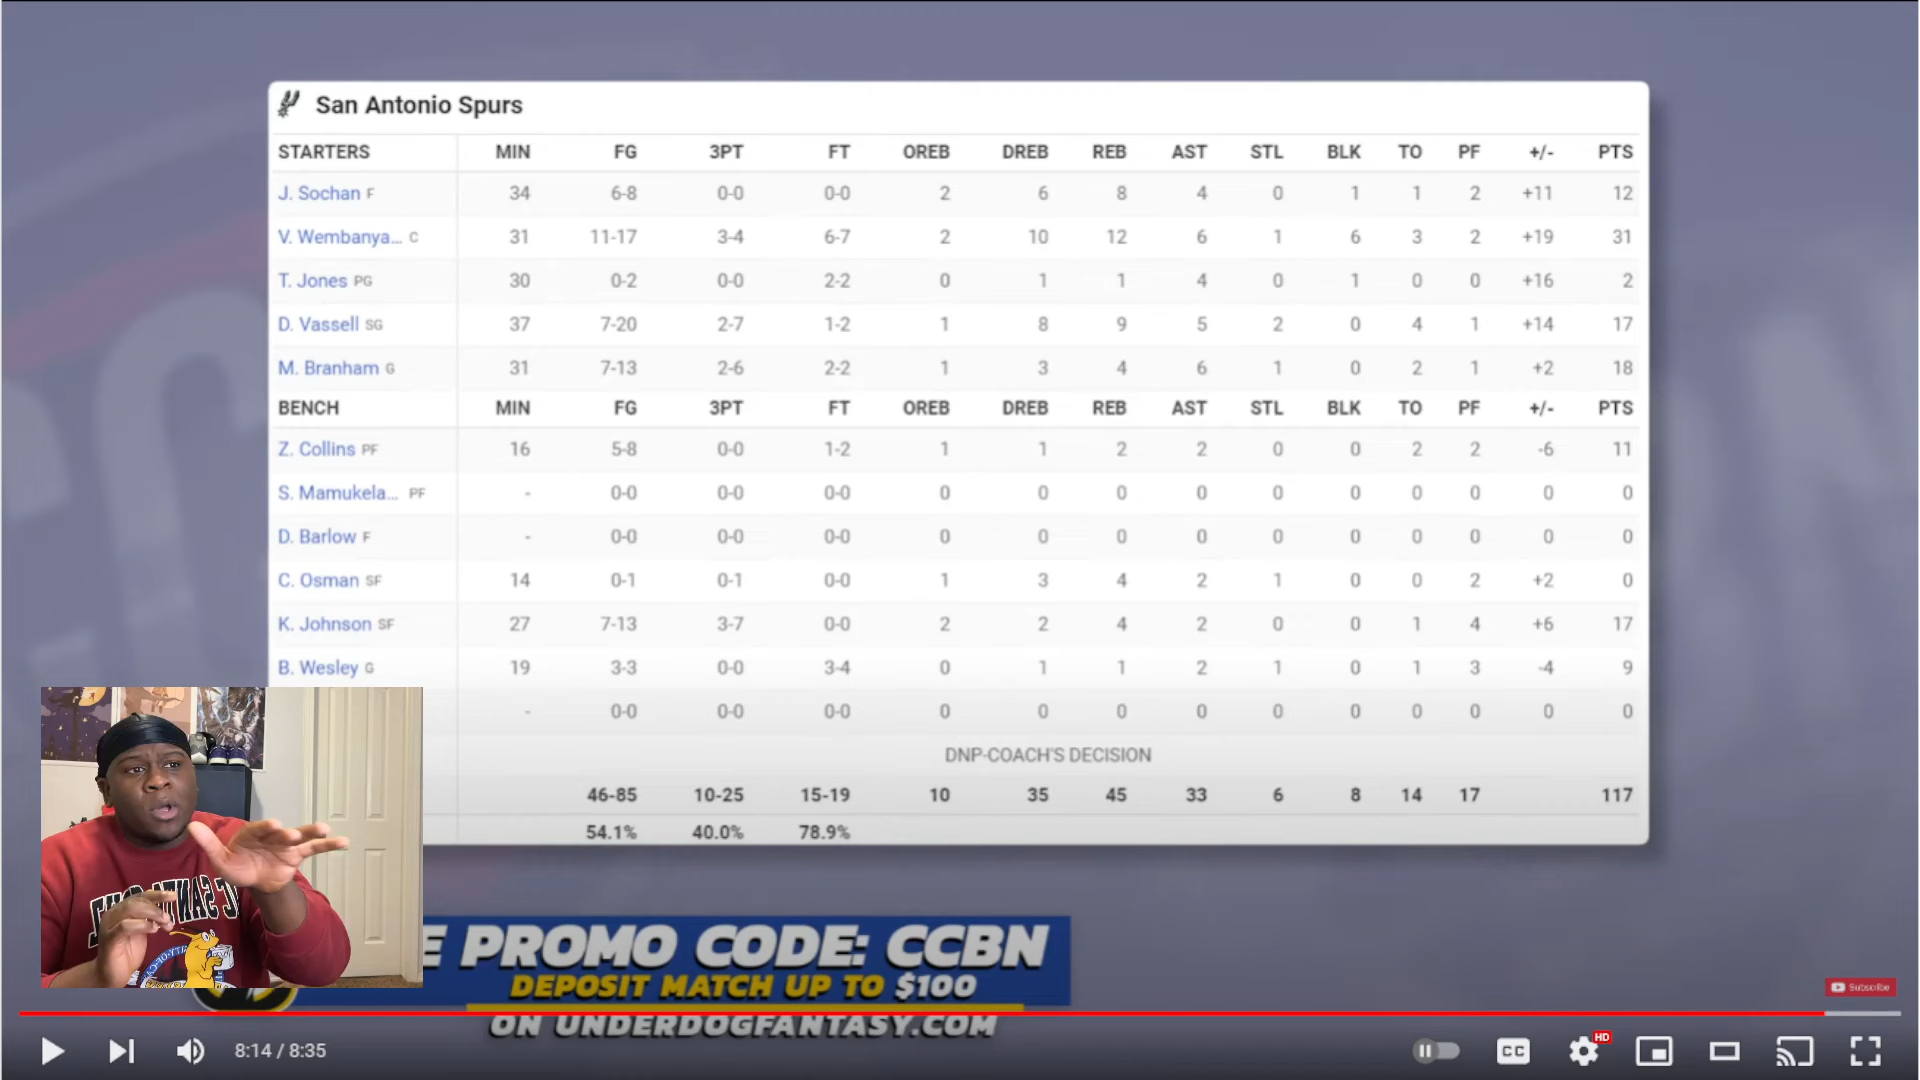 San Antonio Spurs
STARTERS MIN FG 3PT FT OREB DREB REB AST STL BLK TO PF +/- PTS
J. Sochan F 34 6-8 0-0 0-0 2 6 8 4 0 1 1 2 +11 12
V. Wembanya... C 31 11-17 3-4 6-7 2 10 12 6 1 6 3 2 +19 31
T. Jones PG 30 0-2 0-0 2-2 0 1 1 4 0 1 0 0 +16 2
D. Vassell SG 37 7-20 2-7 1-2 1 8 9 5 2 0 4 1 +14 17
M. Branham G 31 7-13 2-6 2-2 1 3 4 6 1 0 2 1 +2 18
BENCH MIN FG 3PT FT OREB DREB REB AST STL BLK TO PF +/- PTS
Z. Collins PF 16 5-8 0-0 1-2 1 1 2 2 0 0 2 2 -6 11
S. Mamukela... PF - 0-0 0-0 0-0 0 0 0 0 0 0 0 0 0 0
D. Barlow F - 0-0 0-0 0-0 0 0 0 0 0 0 0 0 0 0
C. Osman SF 14 0-1 0-1 0-0 1 3 4 2 1 0 0 2 +2 0
K. Johnson SF 27 7-13 3-7 0-0 2 2 4 2 0 0 1 4 +6 17
B. Wesley G 19 3-3 0-0 3-4 0 1 1 2 1 0 1 3 -4 9
- 0-0 0-0 0-0 0 0 0 0 0 0 0 0 0 0
DNP-COACH'S DECISION
46-85 10-25 15-19 10 35 45 33 6 8 14 17 117
54.1% 40.0% 78.9%
E PROMO CODE: CCBN
DEPOSIT MATCH UP TO $100
ON UNDERDOGFANTASY.COM
Subscribe
8:14 / 8:35
CC
HD